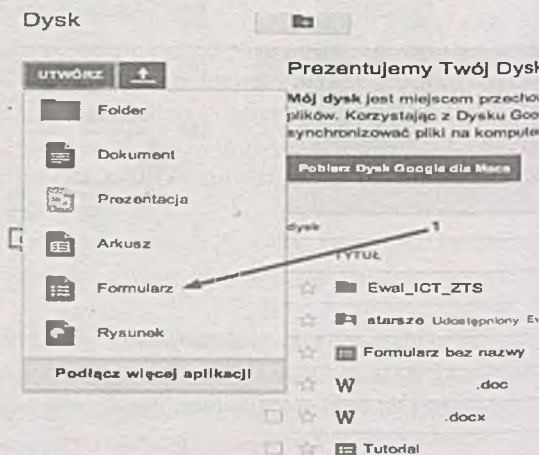 Dysk
UTWÓRZ
Folder
Dokument
Prezentacja
Arkusz
Formularz
Rysunek
Podłącz więcej aplikacji
Prezentujemy Twój Dysk
Mój dysk jest miejscem przechow
plików. Korzystając z Dysku Goo
synchronizować pliki na kompute
Pobierz Dysk Google dla Maca
dysk
1
TYTUŁ
Ewal_ICT_ZTS
starsze Udostępniony Ew
Formularz bez nazwy
W .doc
W .docx
Tutorial